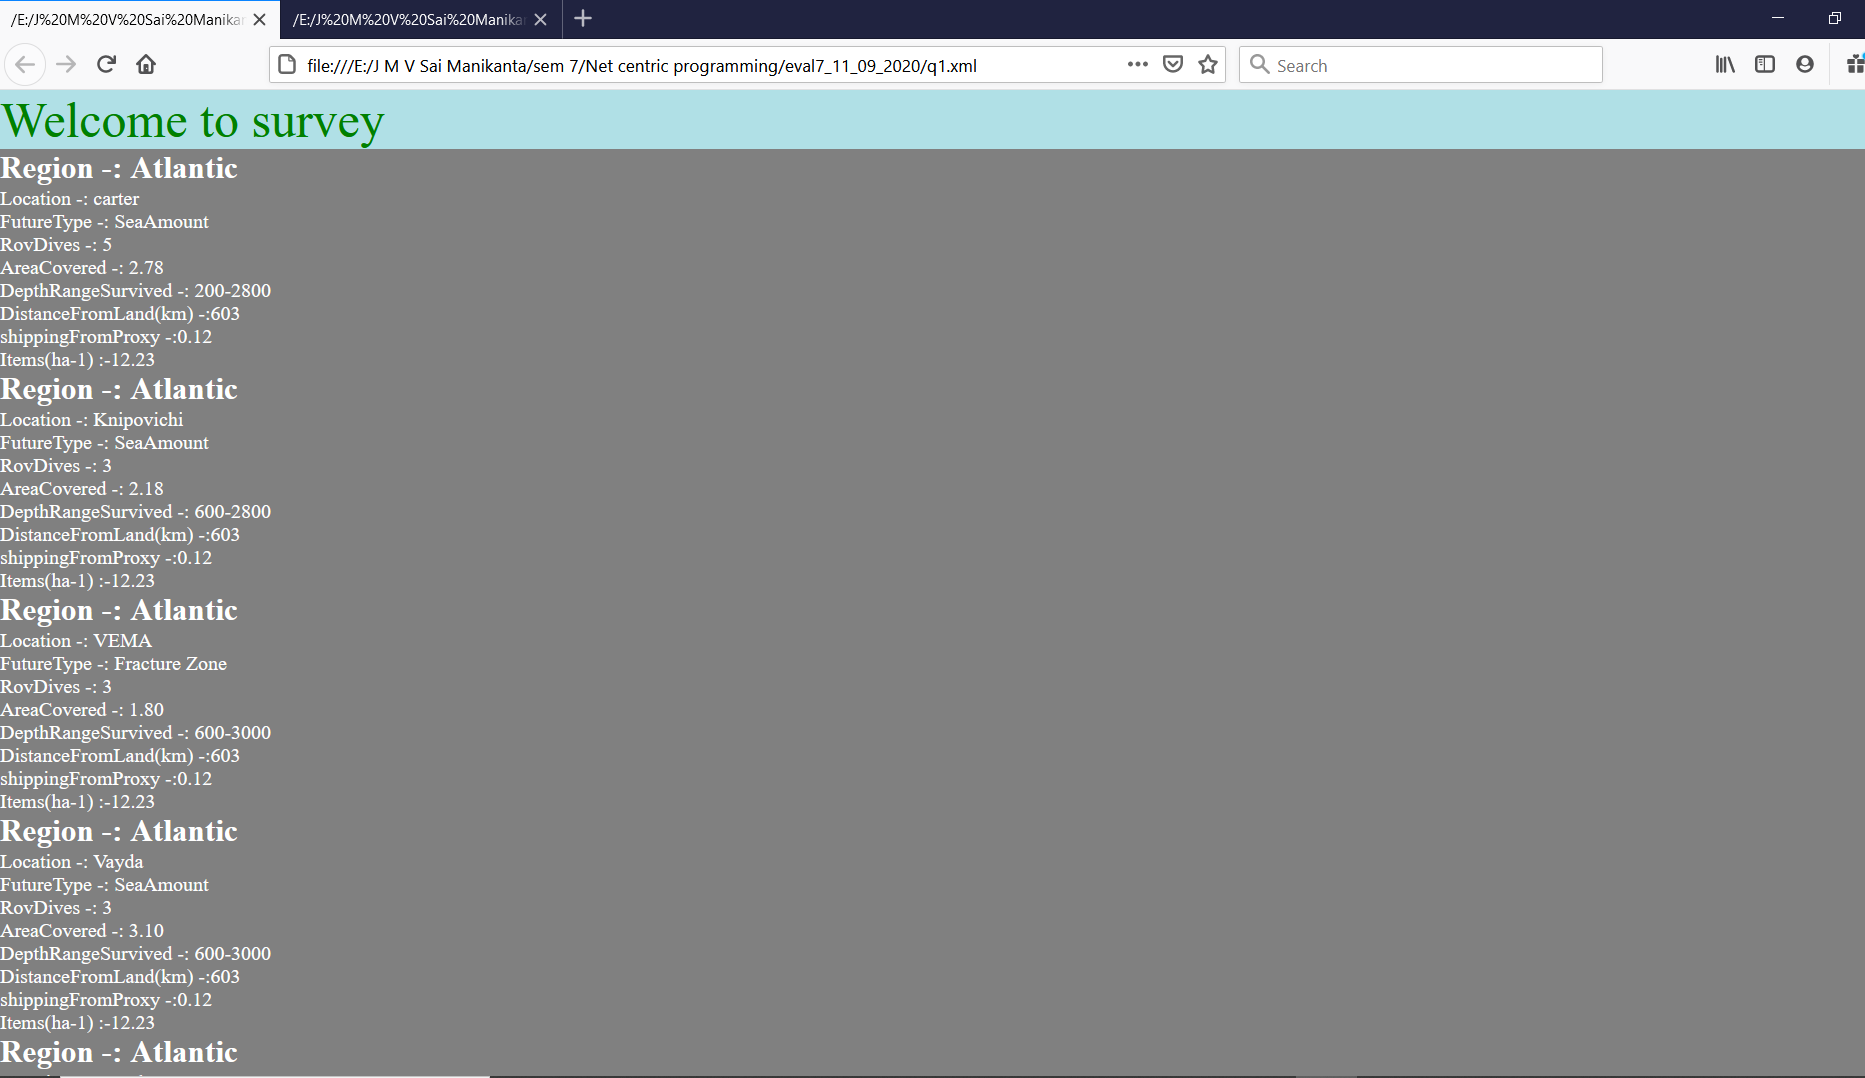 /E:/J%20M%20V%20Sai%20Manikan
/E:/J%20M%20V%20Sai%20Manikan
file:///E:/J M V Sai Manikanta/sem 7/Net centric programming/eval7_11_09_2020/q1.xml
Search
Welcome to survey
Region -: Atlantic
Location -: carter
FutureType -: SeaAmount
RovDives -: 5
AreaCovered -: 2.78
DepthRangeSurvived -: 200-2800
DistanceFromLand(km) -:603
shippingFromProxy -:0.12
Items(ha-1) :-12.23
Region -: Atlantic
Location -: Knipovichi
FutureType -: SeaAmount
RovDives -: 3
AreaCovered -: 2.18
DepthRangeSurvived -: 600-2800
DistanceFromLand(km) -:603
shippingFromProxy -:0.12
Items(ha-1) :-12.23
Region -: Atlantic
Location -: VEMA
FutureType -: Fracture Zone
RovDives -: 3
AreaCovered -: 1.80
DepthRangeSurvived -: 600-3000
DistanceFromLand(km) -:603
shippingFromProxy -:0.12
Items(ha-1) :-12.23
Region -: Atlantic
Location -: Vayda
FutureType -: SeaAmount
RovDives -: 3
AreaCovered -: 3.10
DepthRangeSurvived -: 600-3000
DistanceFromLand(km) -:603
shippingFromProxy -:0.12
Items(ha-1) :-12.23
Region -: Atlantic